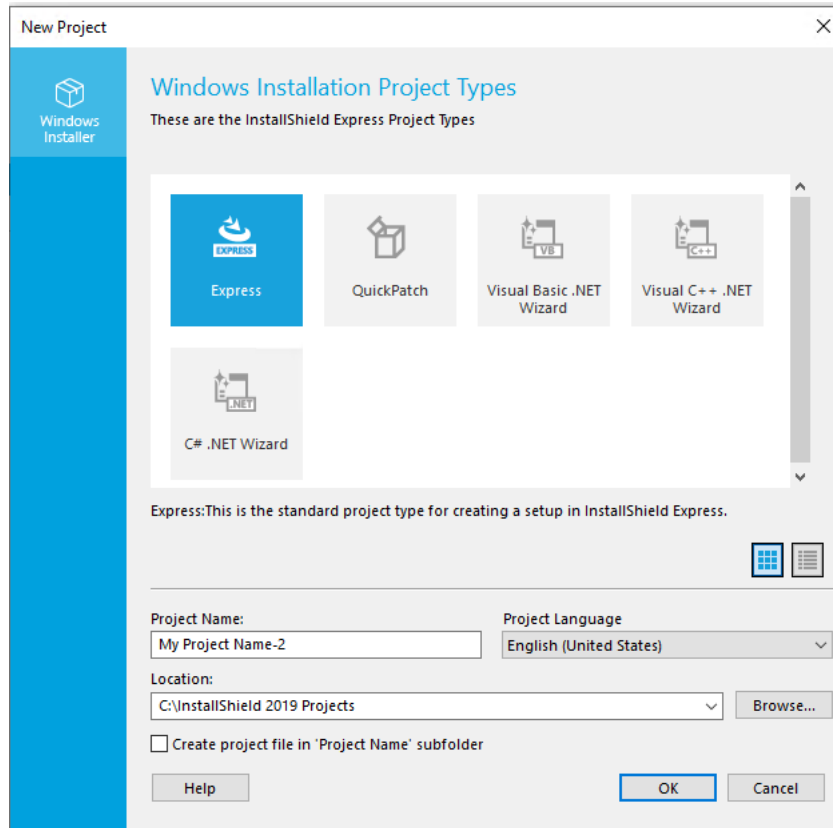 New Project
Windows
Installer
Windows Installation Project Types
These are the InstallShield Express Project Types
EXPRESS
Express
QuickPatch
VB
Visual Basic .NET
Wizard
C++
Visual C++ .NET
Wizard
.NET
C# .NET Wizard
Express:This is the standard project type for creating a setup in InstallShield Express.
Project Name:
Project Language
My Project Name-2
English (United States)
Location:
C:\InstallShield 2019 Projects
Browse...
Create project file in 'Project Name' subfolder
Help
OK
Cancel